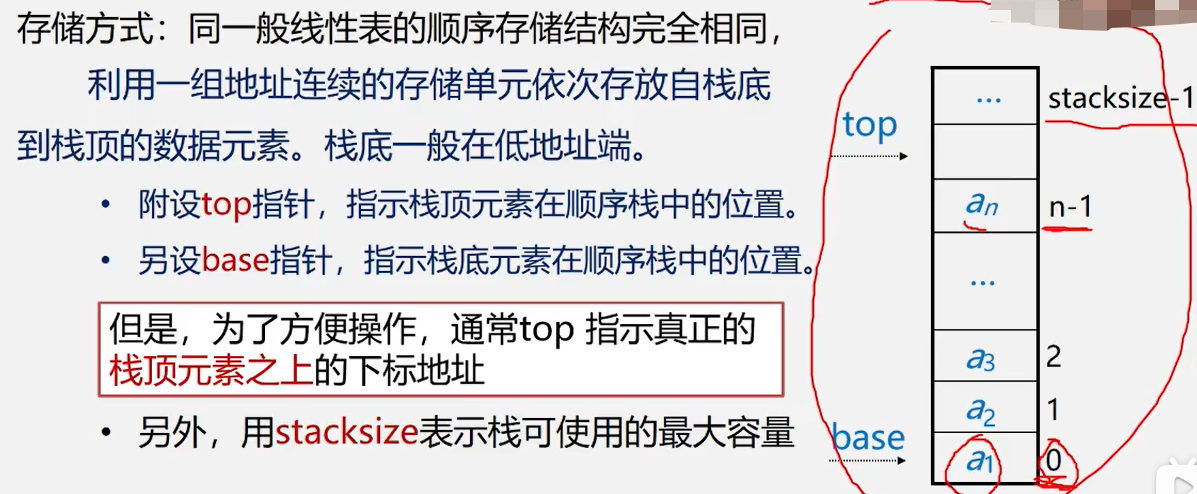 存储方式：同一般线性表的顺序存储结构完全相同，
利用一组地址连续的存储单元依次存放自栈底
到栈顶的数据元素。栈底一般在低地址端。
• 附设top指针，指示栈顶元素在顺序栈中的位置。
• 另设base指针，指示栈底元素在顺序栈中的位置。
但是，为了方便操作，通常top 指示真正的
栈顶元素之上的下标地址
• 另外，用stacksize表示栈可使用的最大容量
... stacksize-1
top
an n-1
...
a3 2
a2 1
base a1 0